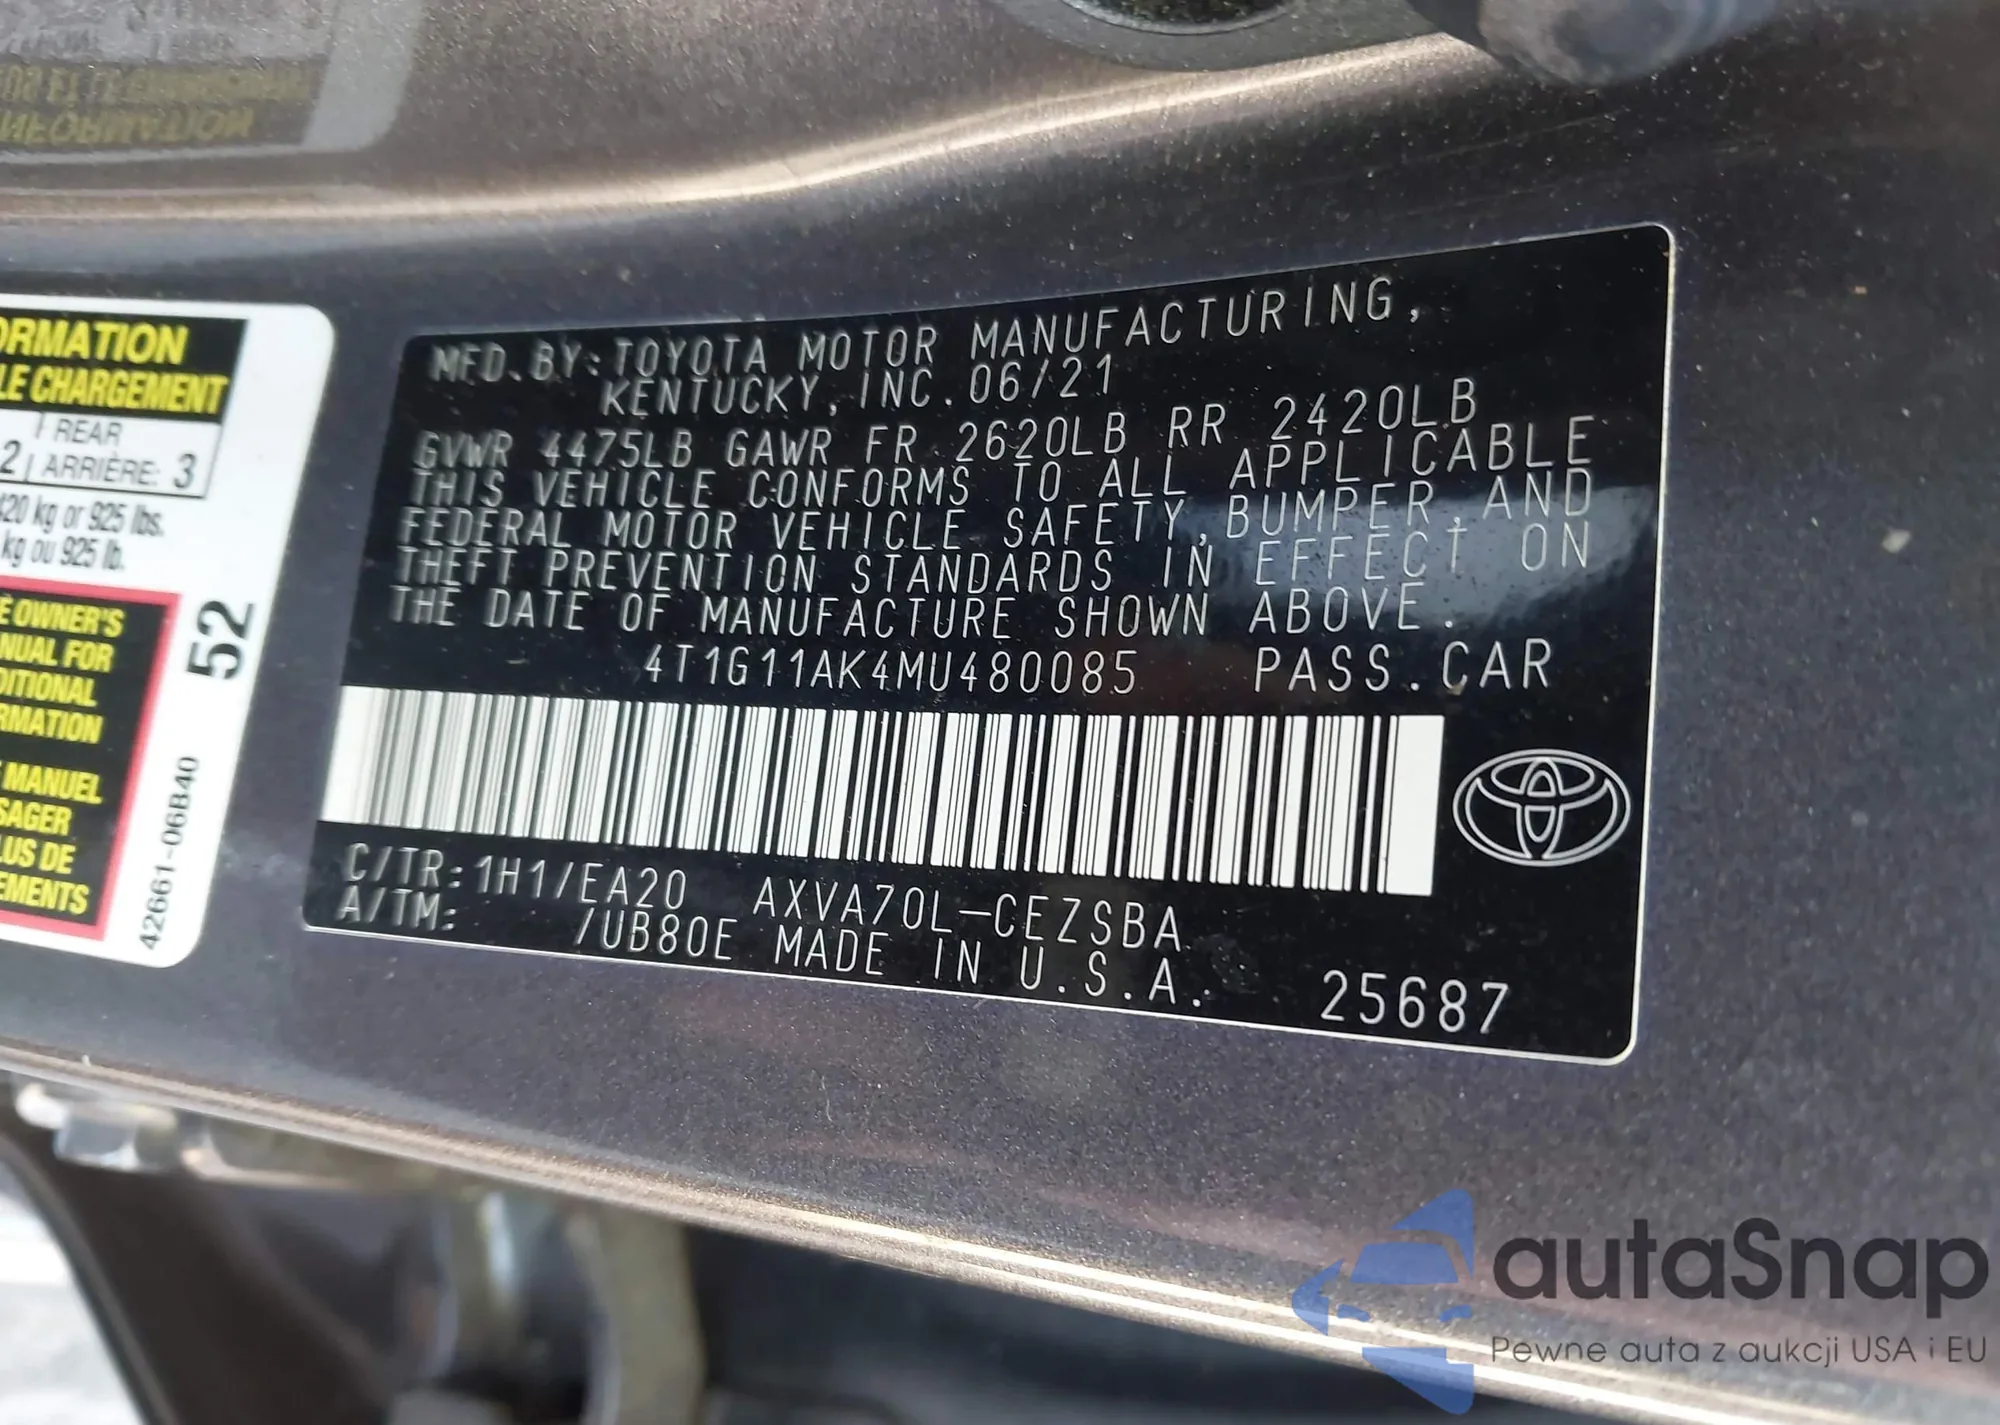 ORMATION
LE CHARGEMENT
REAR
2 ARRIÈRE: 3
420 kg or 925 lbs.
kg ou 925 lb.
E OWNER'S
NUAL FOR
DITIONAL
RMATION
MANUEL
SAGER
LUS DE
EMENTS
52
42661-06B40
MFD. BY: TOYOTA MOTOR MANUFACTURING,
KENTUCKY, INC. 06/21
GVWR 4475LB GAWR FR 2620LB RR 2420LB
THIS VEHICLE CONFORMS TO ALL APPLICABLE
FEDERAL MOTOR VEHICLE SAFETY, BUMPER, AND
THEFT PREVENTION STANDARDS IN EFFECT ON
THE DATE OF MANUFACTURE SHOWN ABOVE.
4T1G11AK4MU480085 PASS.CAR
C/TR: 1H1/EA20 AXVA70L-CEZSBA
A/TM: /UB80E MADE IN U.S.A. 25687
autaSnap
Pewne auta z aukcji USA i EU